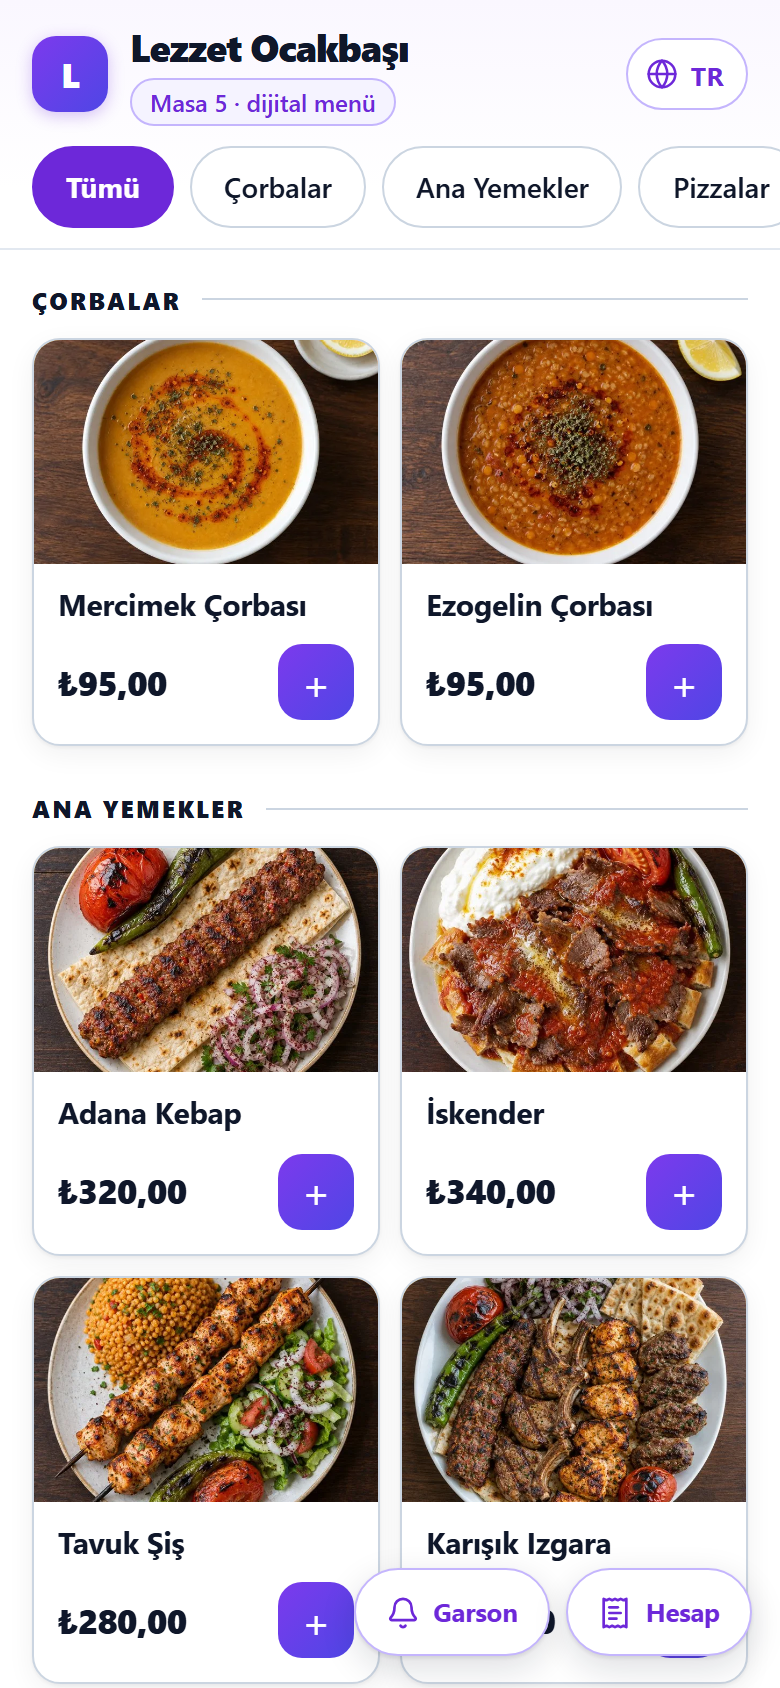 L
Lezzet Ocakbaşı
Masa 5 · dijital menü
TR
Tümü
Çorbalar
Ana Yemekler
Pizzalar
ÇORBALAR
Mercimek Çorbası
Ezogelin Çorbası
₺95,00
+
₺95,00
+
ANA YEMEKLER
Adana Kebap
İskender
₺320,00
+
₺340,00
+
Tavuk Şiş
Karışık Izgara
₺280,00
+
Garson
Hesap